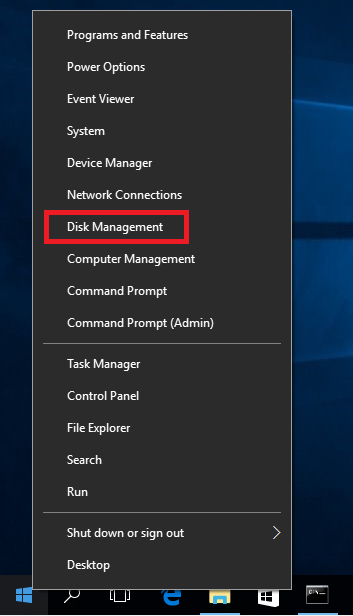 Programs and Features
Power Options
Event Viewer
System
Device Manager
Network Connections
Disk Management
Computer Management
Command Prompt
Command Prompt (Admin)
Task Manager
Control Panel
File Explorer
Search
Run
Shut down or sign out
Desktop